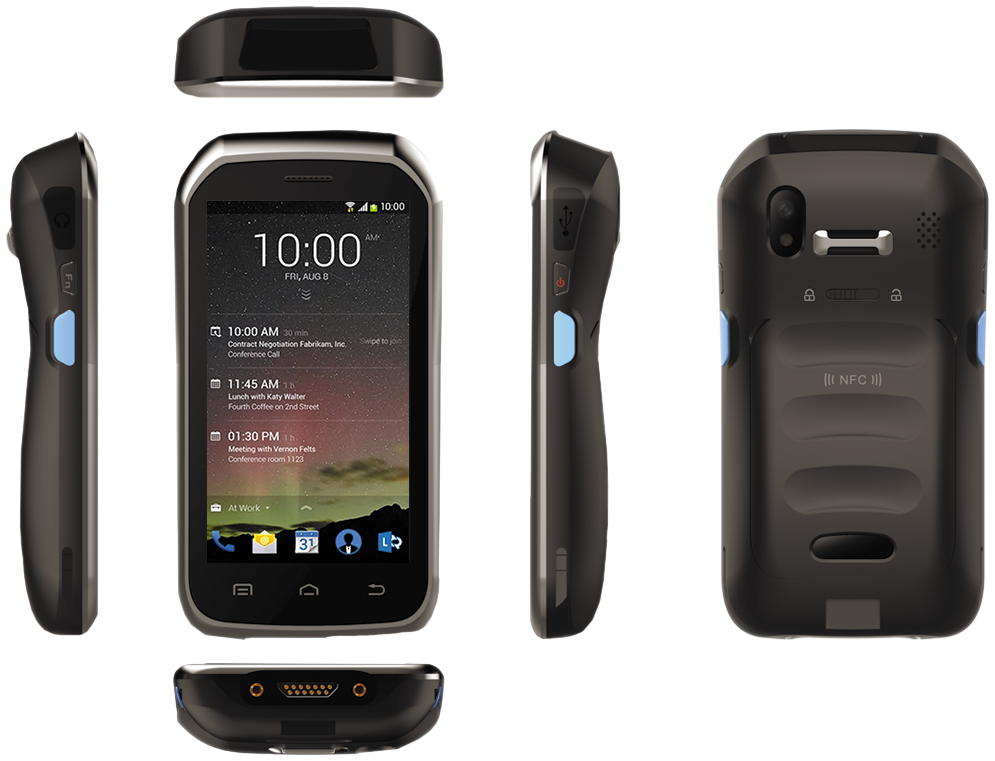 Fn
10:00
10:00 AM
FRI, AUG 8
10:00 AM 30 min
Contract Negotiation Fabrikam, Inc.
Swipe to join
Conference Call
11:45 AM 1 h
Lunch with Katy Walter
Fourth Coffee on 2nd Street
01:30 PM 1 h
Meeting with Vernon Felts
Conference room 1123
At Work
31
L
NFC